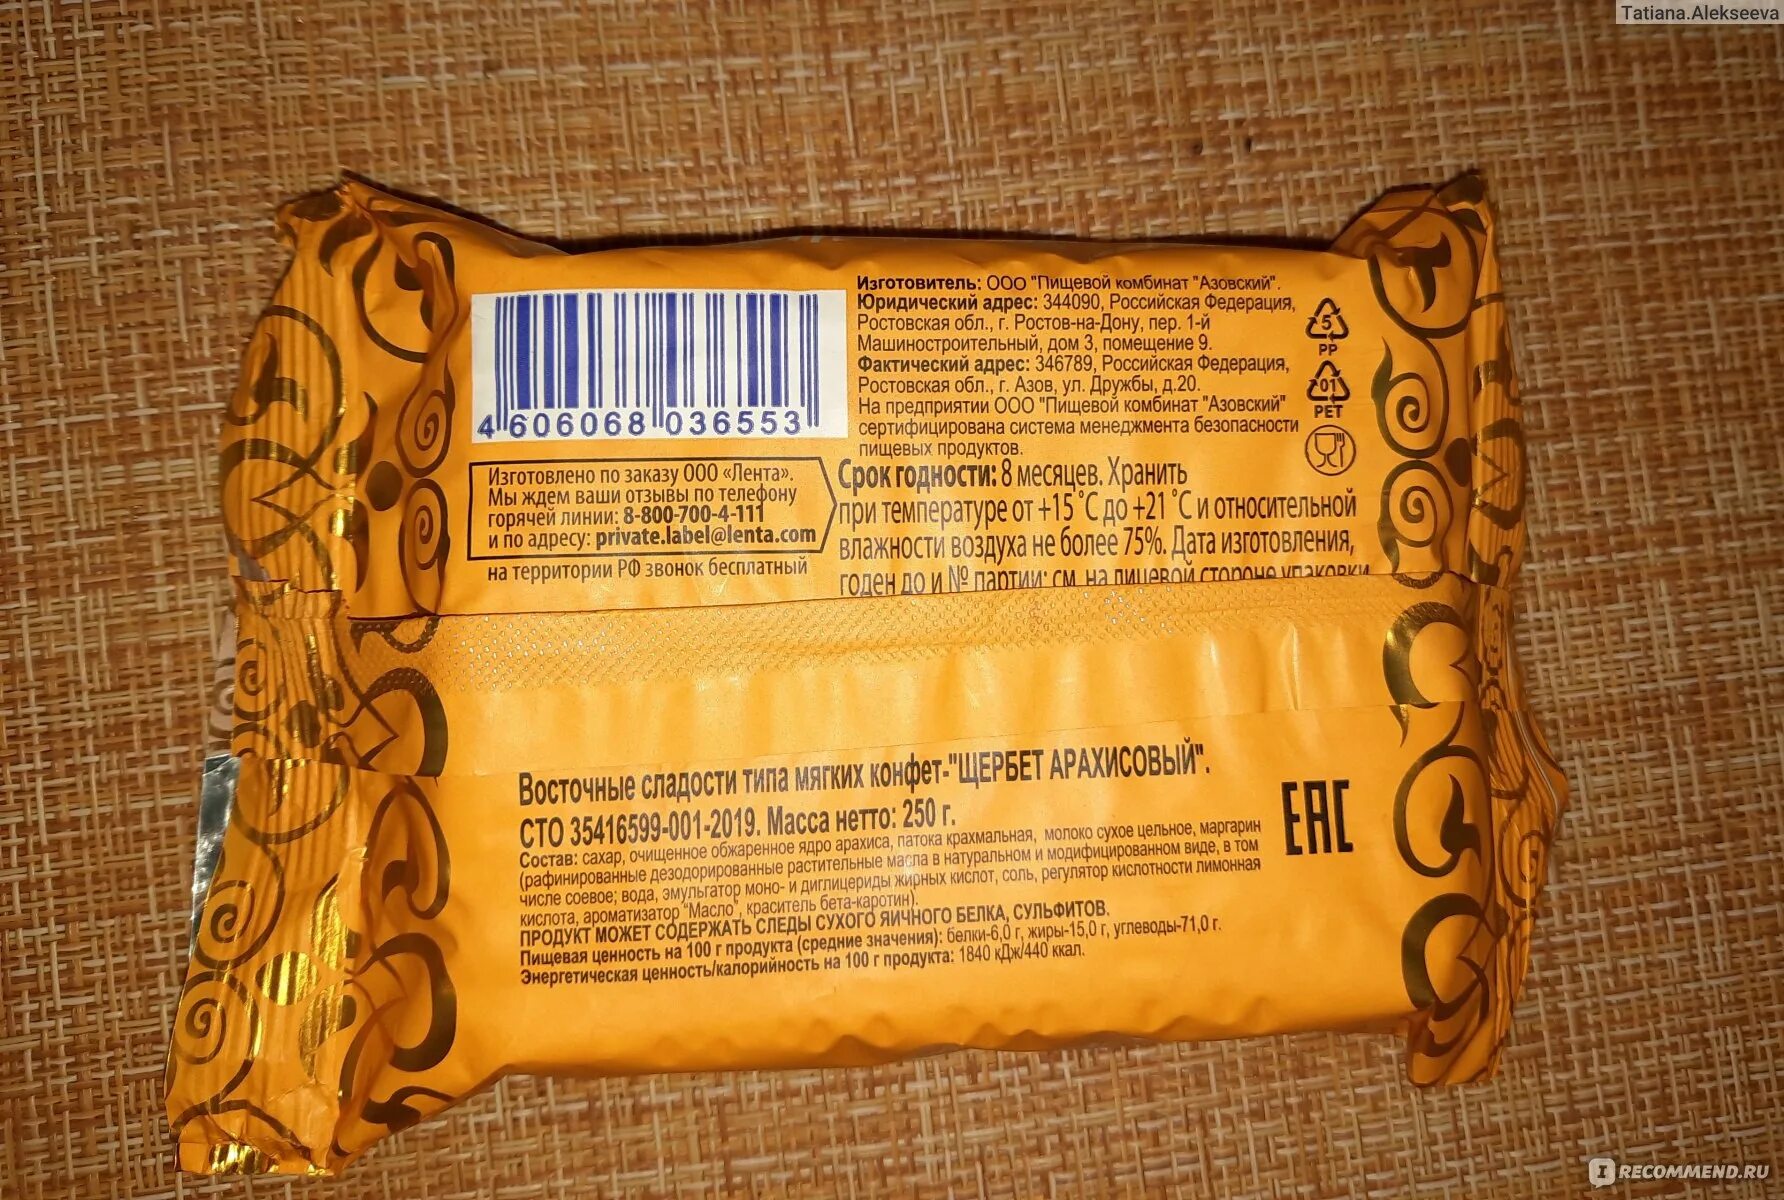 Tatiana.Alekseeva
4 606068 036553
Изготовлено по заказу ООО «Лента».
Мы ждем ваши отзывы по телефону
горячей линии: 8-800-700-4-111
и по адресу: private.label@lenta.com
на территории РФ звонок бесплатный
Изготовитель: ООО "Пищевой комбинат "Азовский".
Юридический адрес: 344090, Российская Федерация,
Ростовская обл., г. Ростов-на-Дону, пер. 1-й
Машиностроительный, дом 3, помещение 9.
Фактический адрес: 346789, Российская Федерация,
Ростовская обл., г. Азов, ул. Дружбы, д.20.
На предприятии ООО "Пищевой комбинат "Азовский"
сертифицирована система менеджмента безопасности
пищевых продуктов.
Срок годности: 8 месяцев. Хранить
при температуре от +15 °С до +21 °С и относительной
влажности воздуха не более 75%. Дата изготовления,
годен до и № партии: см. на лицевой стороне упаковки
5
PP
01
PET
Восточные сладости типа мягких конфет-"ЩЕРБЕТ АРАХИСОВЫЙ".
СТО 35416599-001-2019. Масса нетто: 250 г.
Состав: сахар, очищенное обжаренное ядро арахиса, патока крахмальная, молоко сухое цельное, маргарин
(рафинированные дезодорированные растительные масла в натуральном и модифицированном виде, в том
числе соевое; вода, эмульгатор моно- и диглицериды жирных кислот, соль, регулятор кислотности лимонная
кислота, ароматизатор "Масло", краситель бета-каротин).
ПРОДУКТ МОЖЕТ СОДЕРЖАТЬ СЛЕДЫ СУХОГО ЯИЧНОГО БЕЛКА, СУЛЬФИТОВ.
Пищевая ценность на 100 г продукта (средние значения): белки-6,0 г, жиры-15,0 г, углеводы-71,0 г.
Энергетическая ценность/калорийность на 100 г продукта: 1840 кДж/440 ккал.
ЕАС
RECOMMEND.RU